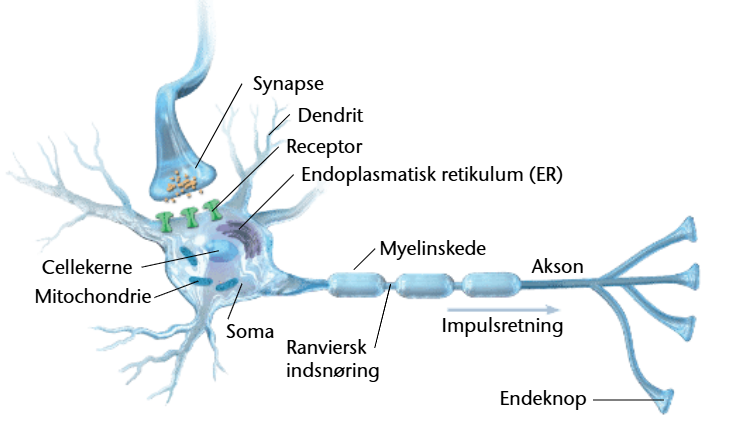 Synapse
Dendrit
Receptor
Endoplasmatisk retikulum (ER)
Myelinskede
Akson
Cellekerne
Mitochondrie
Impulsretning
Soma
Ranviersk
indsnøring
Endeknop